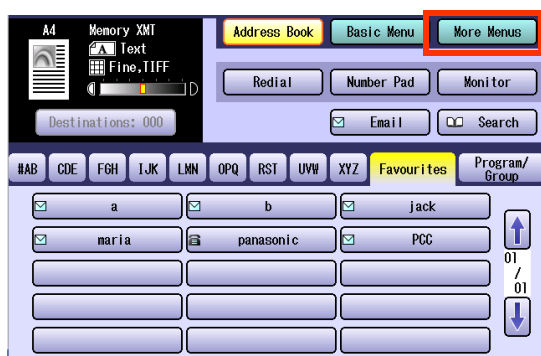 A4 Memory XMT Address Book Basic Menu More Menus
A Text
Fine,TIFF
Redial Number Pad Monitor
Destinations: 000 Email Search
#AB CDE FGH IJK LMN OPQ RST UVW XYZ Favourites Program/
Group
a b jack
maria panasonic PCC
01
/
01